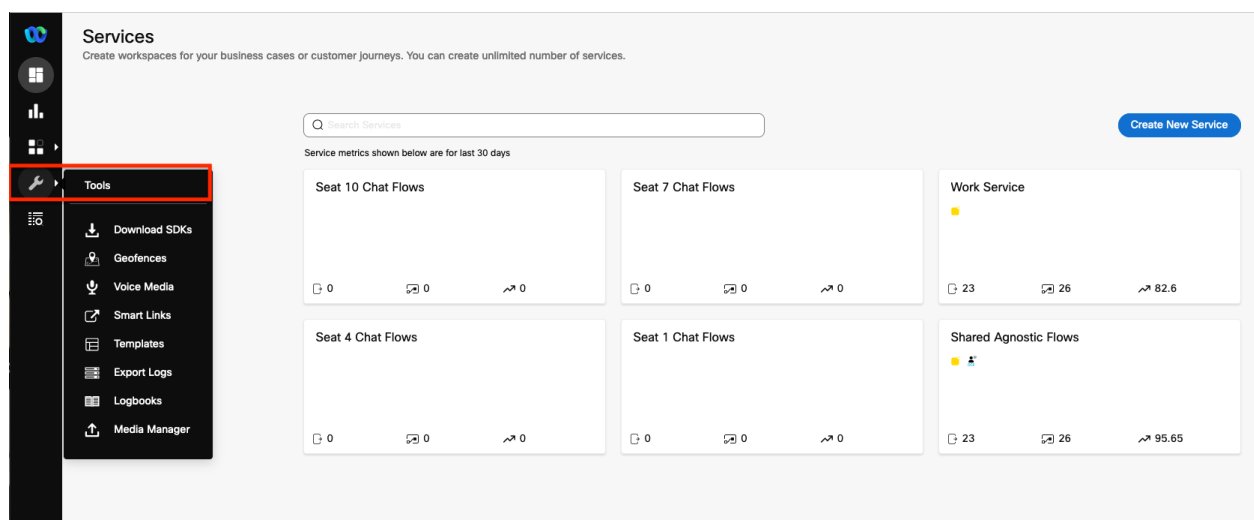 Services
Create workspaces for your business cases or customer journeys. You can create unlimited number of services.
Search Services
Create New Service
Service metrics shown below are for last 30 days
Tools
Download SDKs
Geofences
Voice Media
Smart Links
Templates
Export Logs
Logbooks
Media Manager
Seat 10 Chat Flows
0 0 0
Seat 7 Chat Flows
0 0 0
Work Service
23 26 82.6
Seat 4 Chat Flows
0 0 0
Seat 1 Chat Flows
0 0 0
Shared Agnostic Flows
23 26 95.65